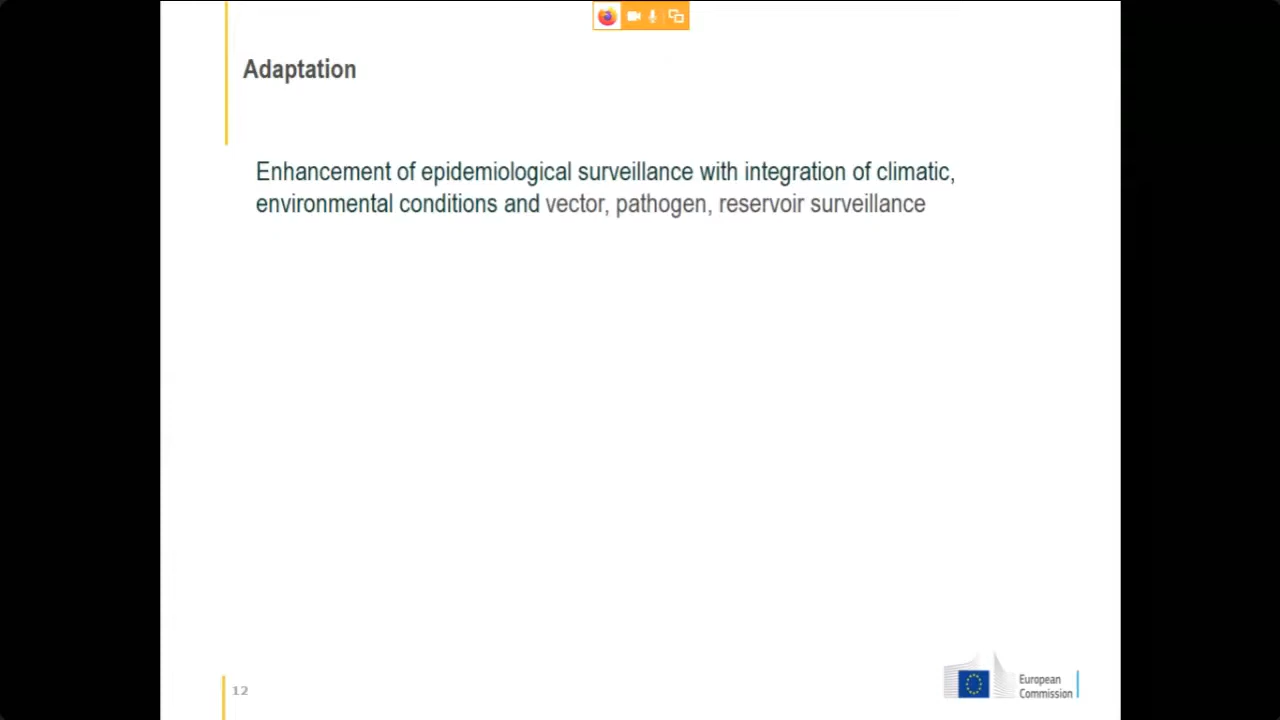 Adaptation
Enhancement of epidemiological surveillance with integration of climatic,
environmental conditions and vector, pathogen, reservoir surveillance
12
European
Commission